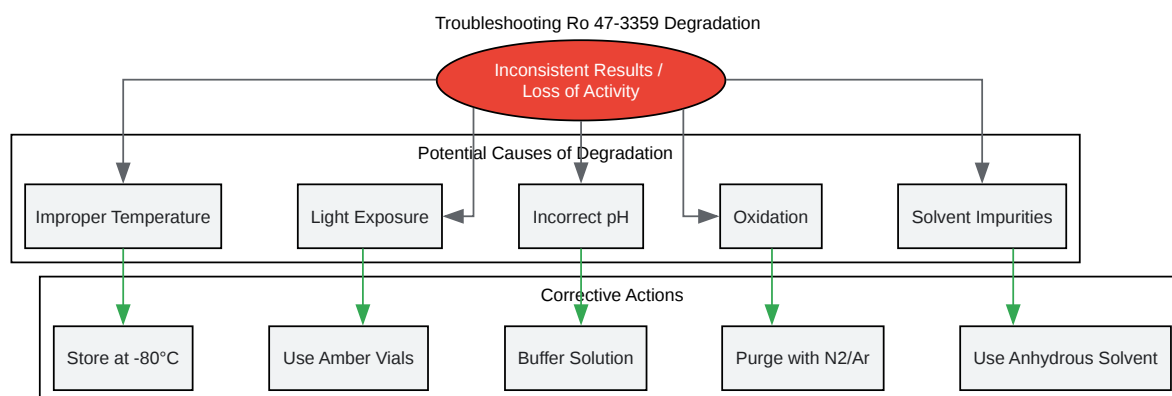 Troubleshooting Ro 47-3359 Degradation
Inconsistent Results /
Loss of Activity
Potential Causes of Degradation
Improper Temperature
Light Exposure
Incorrect pH
Oxidation
Solvent Impurities
Corrective Actions
Store at -80°C
Use Amber Vials
Buffer Solution
Purge with N2/Ar
Use Anhydrous Solvent